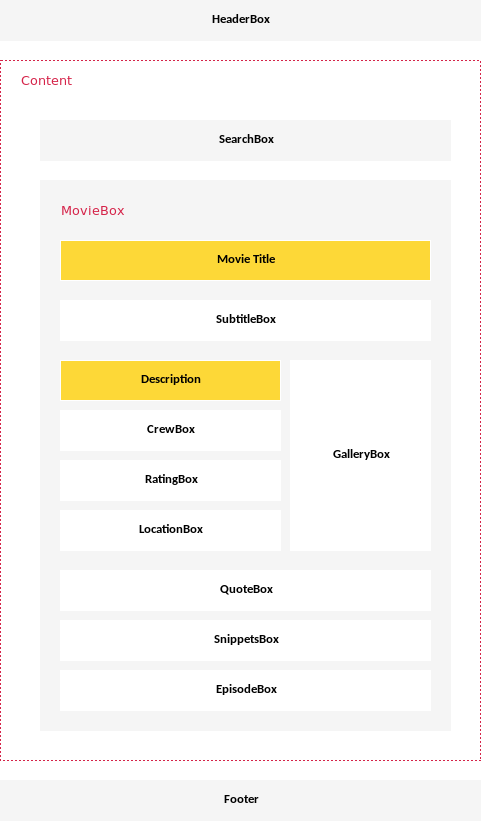 HeaderBox
Content
SearchBox
MovieBox
Movie Title
SubtitleBox
Description
CrewBox
RatingBox
LocationBox
GalleryBox
QuoteBox
SnippetsBox
EpisodeBox
Footer